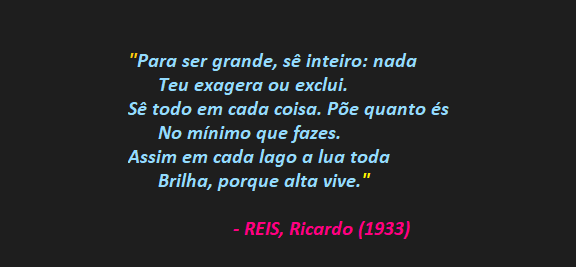 "Para ser grande, sê inteiro: nada
Teu exagera ou exclui.
Sê todo em cada coisa. Põe quanto és
No mínimo que fazes.
Assim em cada lago a lua toda
Brilha, porque alta vive."
- REIS, Ricardo (1933)